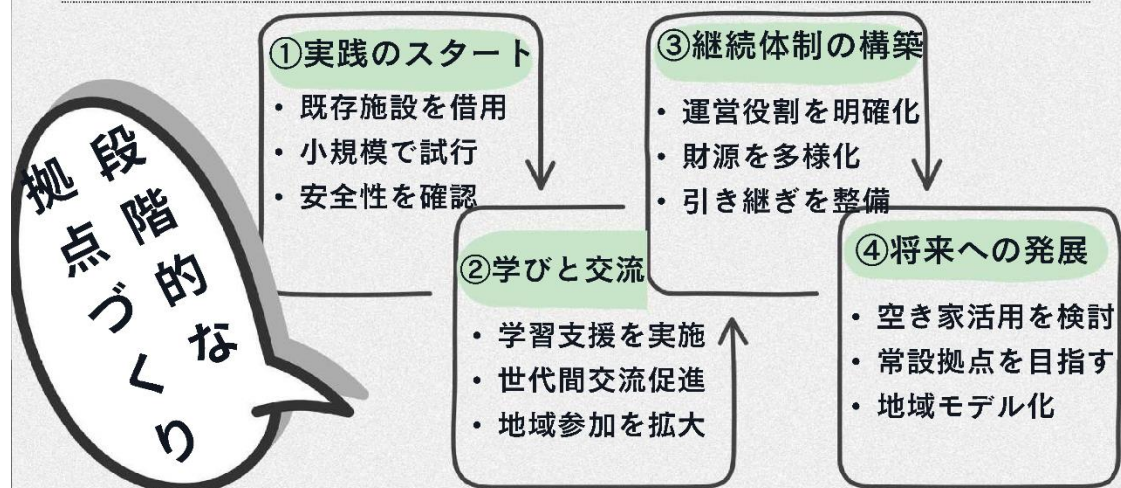 段階的な
拠点づくり
①実践のスタート
・既存施設を借用
・小規模で試行
・安全性を確認
②学びと交流
・学習支援を実施
・世代間交流促進
・地域参加を拡大
③継続体制の構築
・運営役割を明確化
・財源を多様化
・引き継ぎを整備
④将来への発展
・空き家活用を検討
・常設拠点を目指す
・地域モデル化